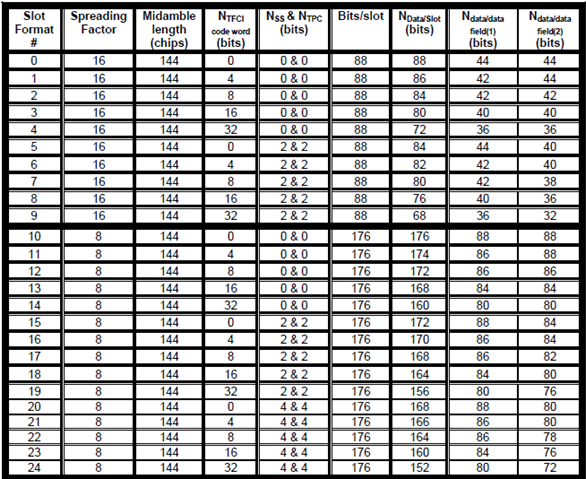 Slot Format # | Spreading Factor | Midamble length (chips) | NTFCI code word (bits) | NSS & NTPC (bits) | Bits/slot | NData/Slot (bits) | Ndata/data field(1) (bits) | Ndata/data field(2) (bits)
0 | 16 | 144 | 0 | 0 & 0 | 88 | 88 | 44 | 44
1 | 16 | 144 | 4 | 0 & 0 | 88 | 86 | 42 | 44
2 | 16 | 144 | 8 | 0 & 0 | 88 | 84 | 42 | 42
3 | 16 | 144 | 16 | 0 & 0 | 88 | 80 | 40 | 40
4 | 16 | 144 | 32 | 0 & 0 | 88 | 72 | 36 | 36
5 | 16 | 144 | 0 | 2 & 2 | 88 | 84 | 44 | 40
6 | 16 | 144 | 4 | 2 & 2 | 88 | 82 | 42 | 40
7 | 16 | 144 | 8 | 2 & 2 | 88 | 80 | 42 | 38
8 | 16 | 144 | 16 | 2 & 2 | 88 | 76 | 40 | 36
9 | 16 | 144 | 32 | 2 & 2 | 88 | 68 | 36 | 32
10 | 8 | 144 | 0 | 0 & 0 | 176 | 176 | 88 | 88
11 | 8 | 144 | 4 | 0 & 0 | 176 | 174 | 86 | 88
12 | 8 | 144 | 8 | 0 & 0 | 176 | 172 | 86 | 86
13 | 8 | 144 | 16 | 0 & 0 | 176 | 168 | 84 | 84
14 | 8 | 144 | 32 | 0 & 0 | 176 | 160 | 80 | 80
15 | 8 | 144 | 0 | 2 & 2 | 176 | 172 | 88 | 84
16 | 8 | 144 | 4 | 2 & 2 | 176 | 170 | 86 | 84
17 | 8 | 144 | 8 | 2 & 2 | 176 | 168 | 86 | 82
18 | 8 | 144 | 16 | 2 & 2 | 176 | 164 | 84 | 80
19 | 8 | 144 | 32 | 2 & 2 | 176 | 156 | 80 | 76
20 | 8 | 144 | 0 | 4 & 4 | 176 | 168 | 88 | 80
21 | 8 | 144 | 4 | 4 & 4 | 176 | 166 | 86 | 80
22 | 8 | 144 | 8 | 4 & 4 | 176 | 164 | 86 | 78
23 | 8 | 144 | 16 | 4 & 4 | 176 | 160 | 84 | 76
24 | 8 | 144 | 32 | 4 & 4 | 176 | 152 | 80 | 72